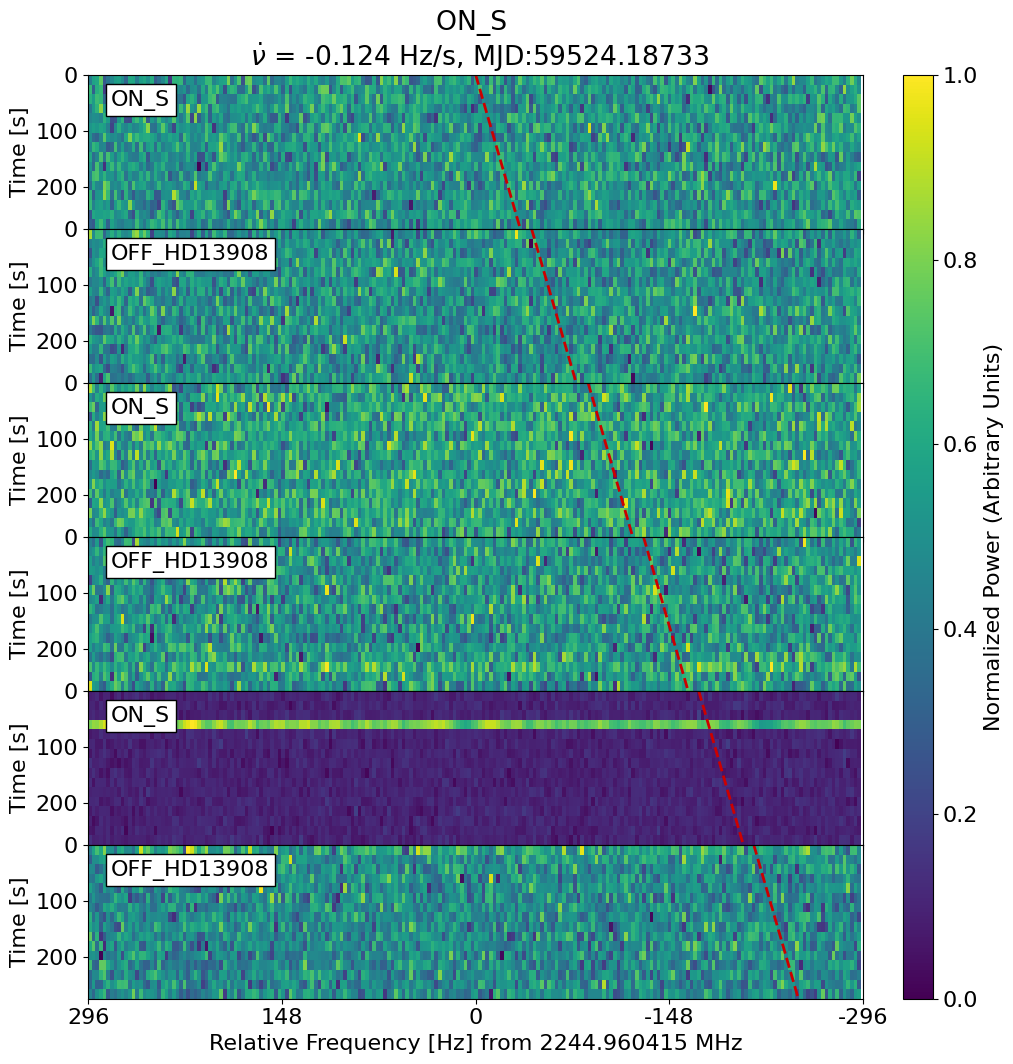 ON_S
ν̇ = -0.124 Hz/s, MJD:59524.18733
0
100
200
Time [s]
ON_S
0
100
200
Time [s]
OFF_HD13908
0
100
200
Time [s]
ON_S
0
100
200
Time [s]
OFF_HD13908
0
100
200
Time [s]
ON_S
0
100
200
Time [s]
OFF_HD13908
296 148 0 -148 -296
Relative Frequency [Hz] from 2244.960415 MHz
1.0
0.8
0.6
0.4
0.2
0.0
Normalized Power (Arbitrary Units)